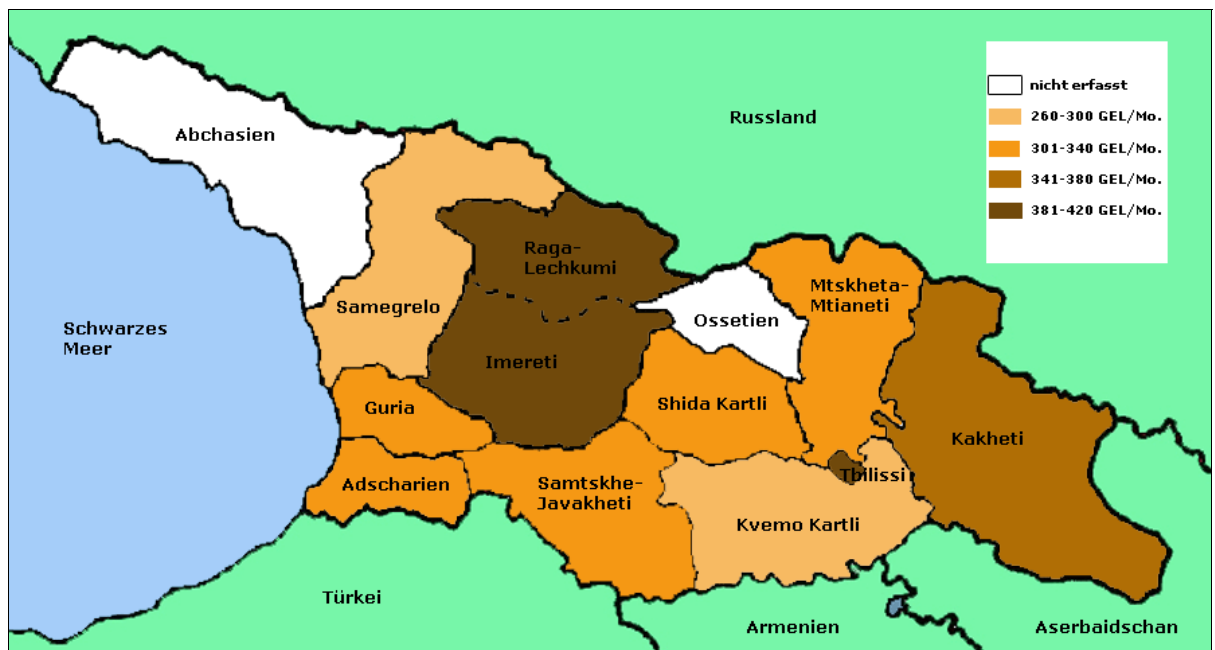 nicht erfasst
260-300 GEL/Mo.
301-340 GEL/Mo.
341-380 GEL/Mo.
381-420 GEL/Mo.
Russland
Abchasien
Raga-
Lechkumi
Mtskheta-
Mtianeti
Samegrelo
Ossetien
Schwarzes
Meer
Imereti
Guria
Shida Kartli
Kakheti
Adscharien
Samtskhe-
Javakheti
Tbilissi
Kvemo Kartli
Türkei
Armenien
Aserbaidschan